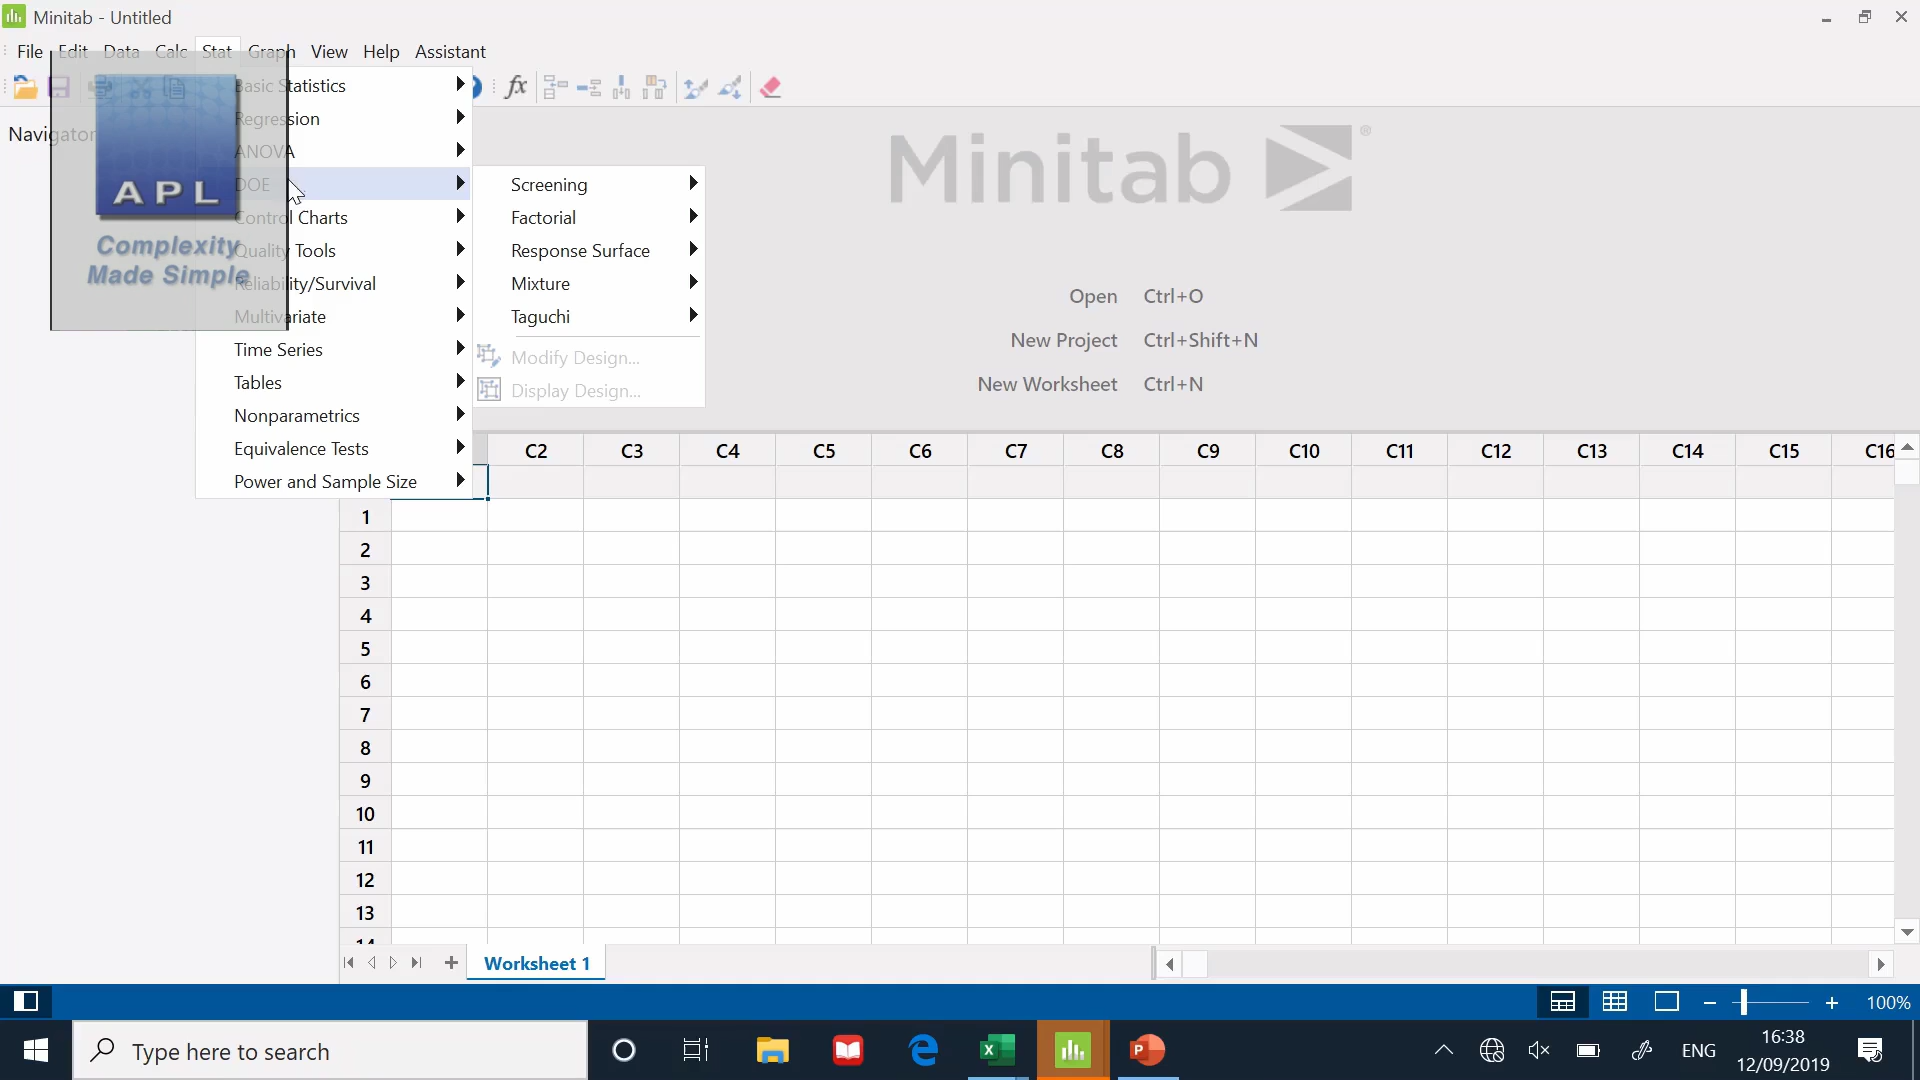 Minitab - Untitled
File Edit Data Calc Stat Graph View Help Assistant
fx
Navigator
APL
Complexity
Made Simple
Basic Statistics
Regression
ANOVA
DOE
Control Charts
Quality Tools
Reliability/Survival
Multivariate
Time Series
Tables
Nonparametrics
Equivalence Tests
Power and Sample Size
Screening
Factorial
Response Surface
Mixture
Taguchi
Modify Design...
Display Design...
Minitab ®
Open Ctrl+O
New Project Ctrl+Shift+N
New Worksheet Ctrl+N
C2 C3 C4 C5 C6 C7 C8 C9 C10 C11 C12 C13 C14 C15 C16
1
2
3
4
5
6
7
8
9
10
11
12
13
14
Worksheet 1
100%
Type here to search
ENG
16:38
12/09/2019